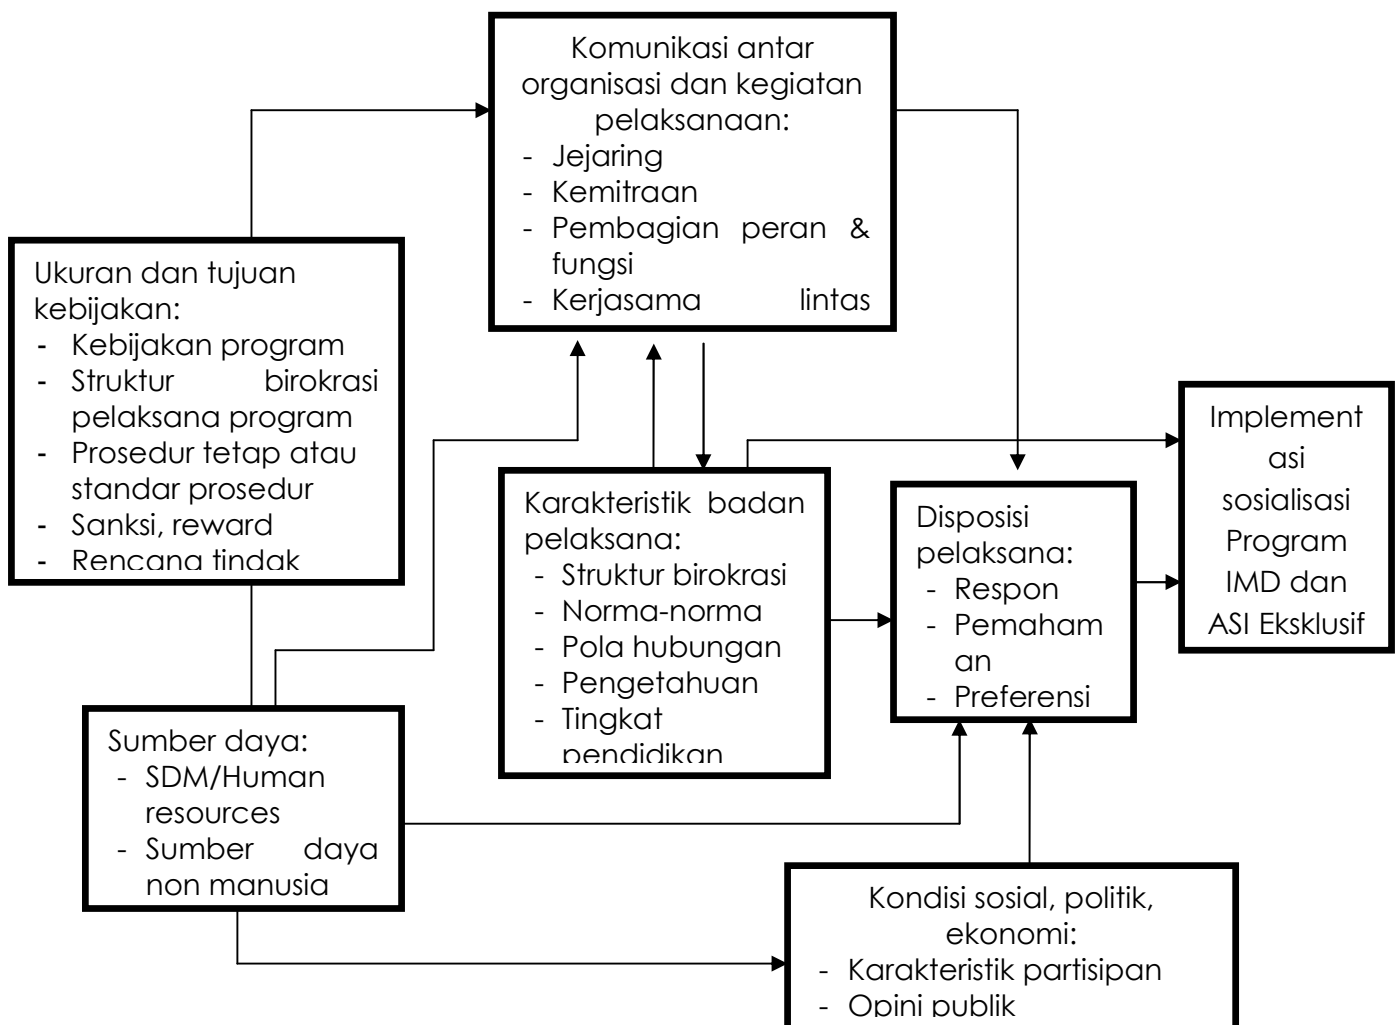 Komunikasi antar
organisasi dan kegiatan
pelaksanaan:
- Jejaring
- Kemitraan
- Pembagian peran &
fungsi
- Kerjasama lintas
Ukuran dan tujuan
kebijakan:
- Kebijakan program
- Struktur birokrasi
pelaksana program
- Prosedur tetap atau
standar prosedur
- Sanksi, reward
- Rencana tindak
Karakteristik badan
pelaksana:
- Struktur birokrasi
- Norma-norma
- Pola hubungan
- Pengetahuan
- Tingkat
pendidikan
Disposisi
pelaksana:
- Respon
- Pemaham
an
- Preferensi
Implement
asi
sosialisasi
Program
IMD dan
ASI Eksklusif
Sumber daya:
- SDM/Human
resources
- Sumber daya
non manusia
Kondisi sosial, politik,
ekonomi:
- Karakteristik partisipan
- Opini publik